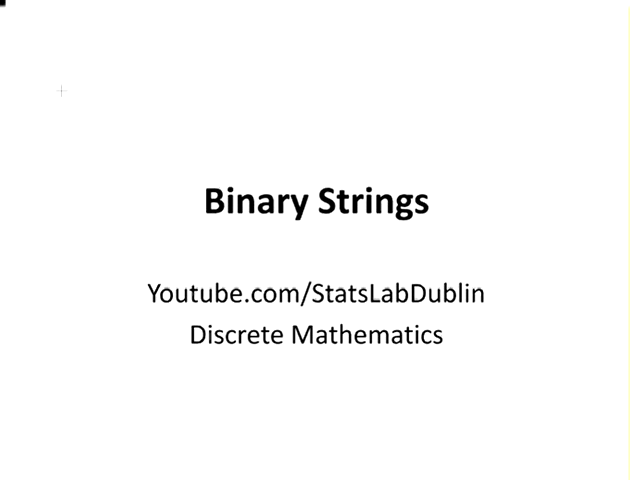 Binary Strings
Youtube.com/StatsLabDublin
Discrete Mathematics